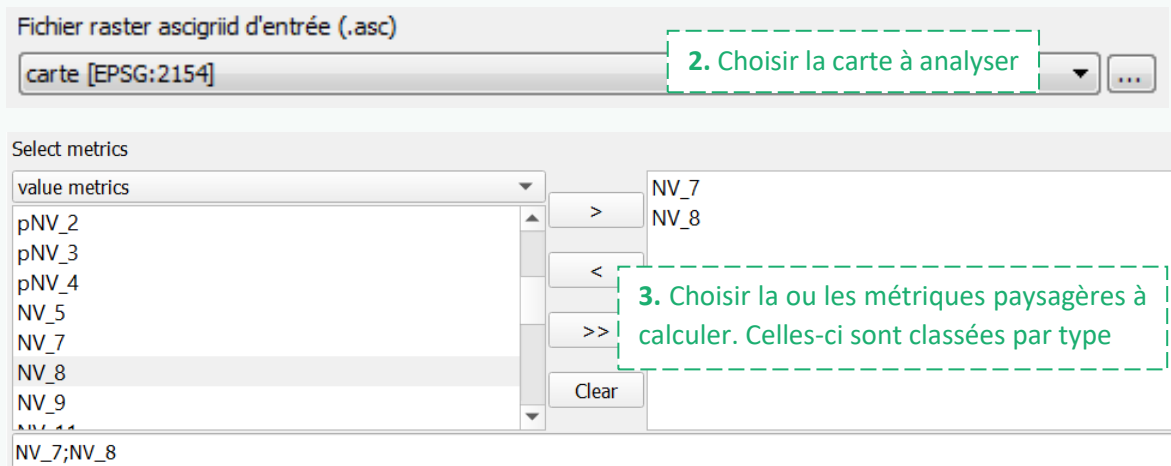 Fichier raster ascigriid d'entrée (.asc)
carte [EPSG:2154]
2. Choisir la carte à analyser
...
Select metrics
value metrics
pNV_2
pNV_3
pNV_4
NV_5
NV_7
NV_8
NV_9
NV_11
>
<
>>
Clear
NV_7
NV_8
3. Choisir la ou les métriques paysagères à
calculer. Celles-ci sont classées par type
NV_7;NV_8